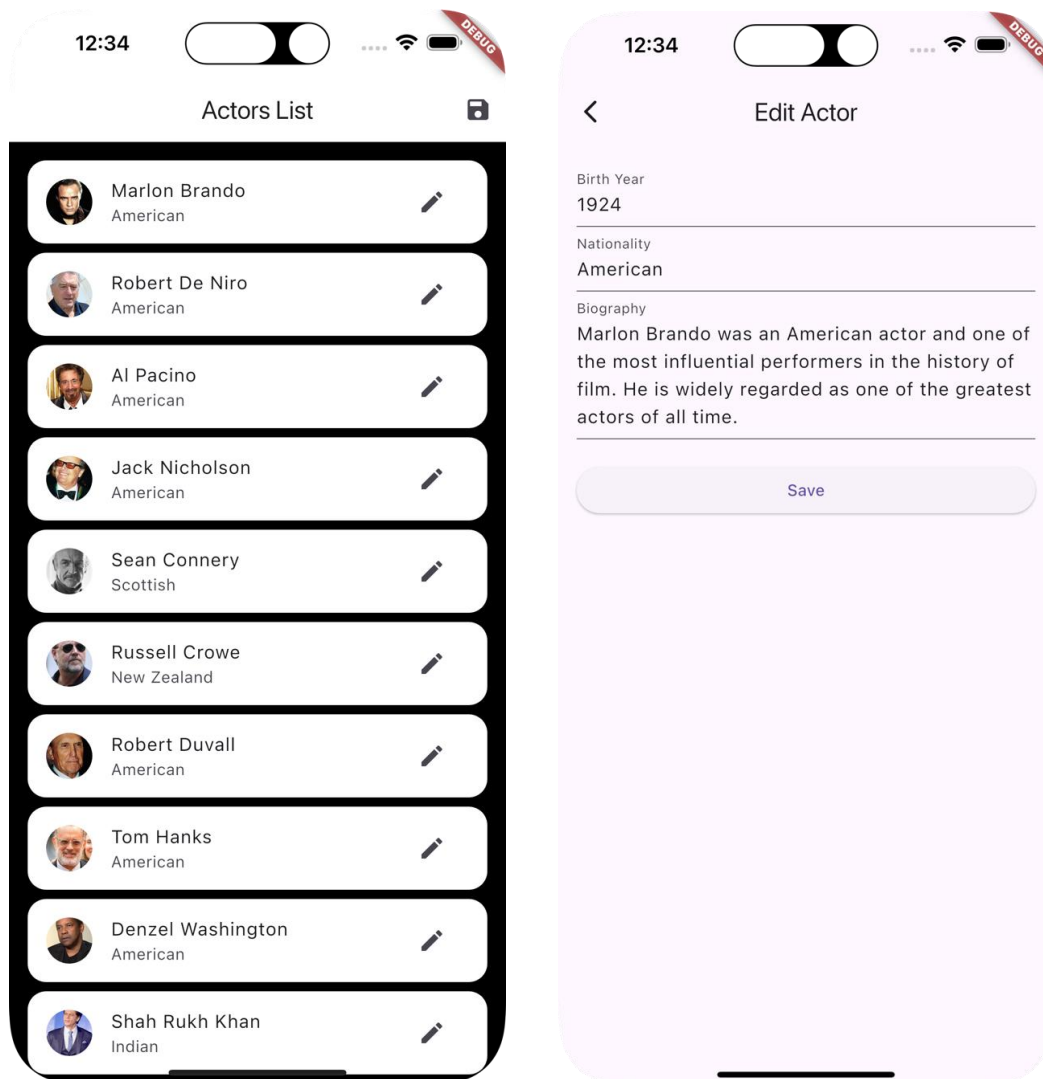 12:34
DEBUG
Actors List
Marlon Brando
American
Robert De Niro
American
Al Pacino
American
Jack Nicholson
American
Sean Connery
Scottish
Russell Crowe
New Zealand
Robert Duvall
American
Tom Hanks
American
Denzel Washington
American
Shah Rukh Khan
Indian
12:34
DEBUG
Edit Actor
Birth Year
1924
Nationality
American
Biography
Marlon Brando was an American actor and one of
the most influential performers in the history of
film. He is widely regarded as one of the greatest
actors of all time.
Save